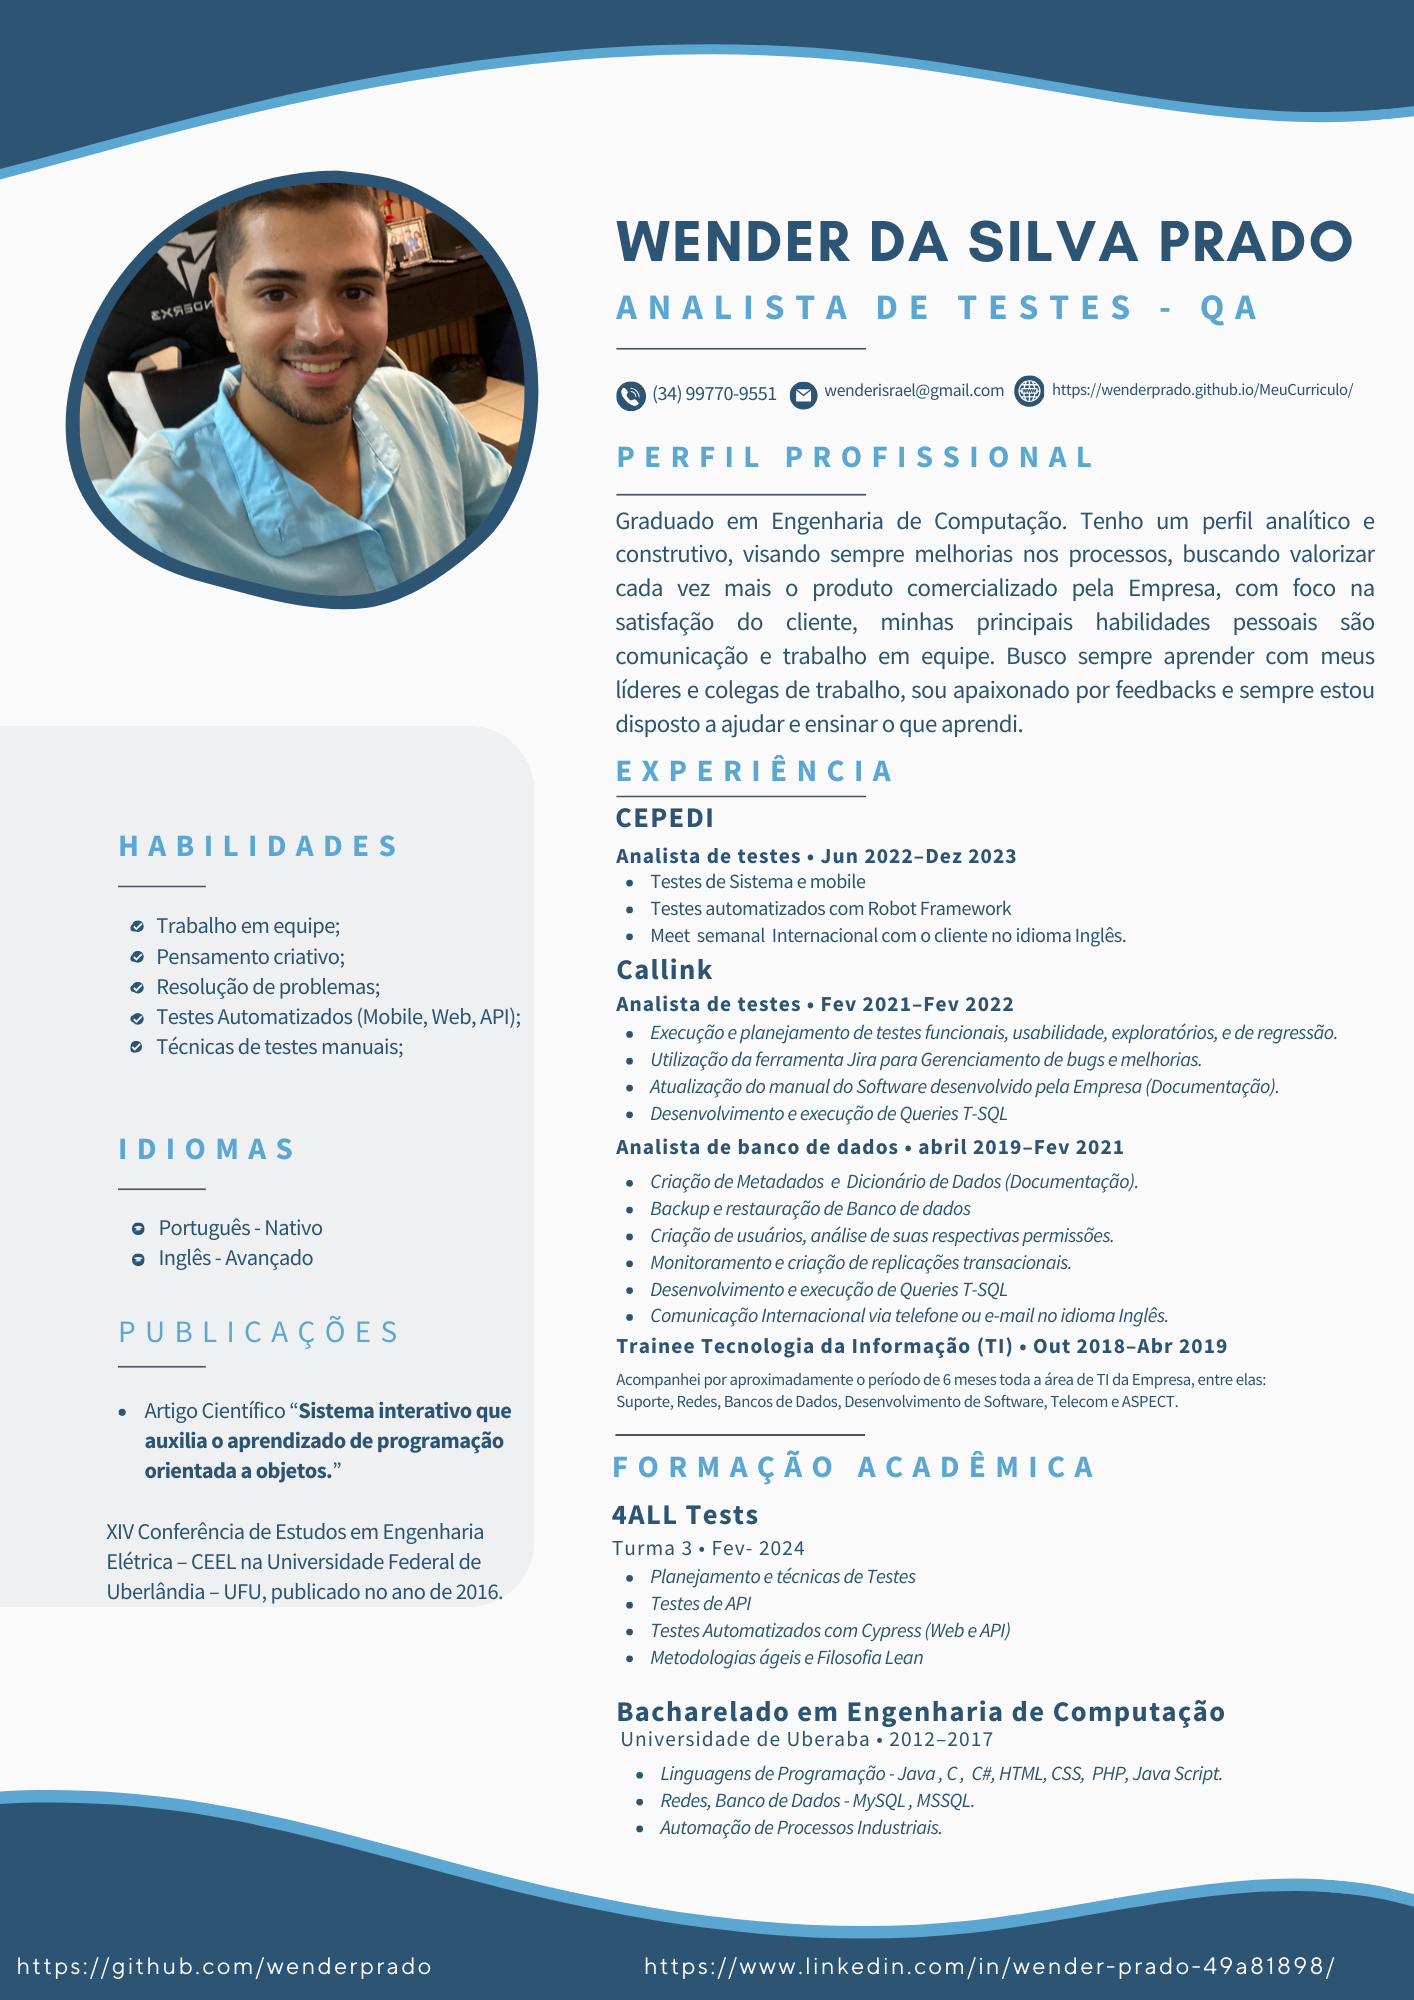 WENDER DA SILVA PRADO
ANALISTA DE TESTES - QA
(34) 99770-9551 wenderisrael@gmail.com https://wenderprado.github.io/MeuCurriculo/
PERFIL PROFISSIONAL
Graduado em Engenharia de Computação. Tenho um perfil analítico e
construtivo, visando sempre melhorias nos processos, buscando valorizar
cada vez mais o produto comercializado pela Empresa, com foco na
satisfação do cliente, minhas principais habilidades pessoais são
comunicação e trabalho em equipe. Busco sempre aprender com meus
líderes e colegas de trabalho, sou apaixonado por feedbacks e sempre estou
disposto a ajudar e ensinar o que aprendi.
EXPERIÊNCIA
CEPEDI
Analista de testes • Jun 2022–Dez 2023
• Testes de Sistema e mobile
• Testes automatizados com Robot Framework
• Meet semanal Internacional com o cliente no idioma Inglês.
Callink
Analista de testes • Fev 2021–Fev 2022
• Execução e planejamento de testes funcionais, usabilidade, exploratórios, e de regressão.
• Utilização da ferramenta Jira para Gerenciamento de bugs e melhorias.
• Atualização do manual do Software desenvolvido pela Empresa (Documentação).
• Desenvolvimento e execução de Queries T-SQL
Analista de banco de dados • abril 2019–Fev 2021
• Criação de Metadados e Dicionário de Dados (Documentação).
• Backup e restauração de Banco de dados
• Criação de usuários, análise de suas respectivas permissões.
• Monitoramento e criação de replicações transacionais.
• Desenvolvimento e execução de Queries T-SQL
• Comunicação Internacional via telefone ou e-mail no idioma Inglês.
Trainee Tecnologia da Informação (TI) • Out 2018–Abr 2019
Acompanhei por aproximadamente o período de 6 meses toda a área de TI da Empresa, entre elas:
Suporte, Redes, Bancos de Dados, Desenvolvimento de Software, Telecom e ASPECT.
FORMAÇÃO ACADÊMICA
4ALL Tests
Turma 3 • Fev- 2024
• Planejamento e técnicas de Testes
• Testes de API
• Testes Automatizados com Cypress (Web e API)
• Metodologias ágeis e Filosofia Lean
Bacharelado em Engenharia de Computação
Universidade de Uberaba • 2012–2017
• Linguagens de Programação - Java , C , C#, HTML, CSS, PHP, Java Script.
• Redes, Banco de Dados - MySQL , MSSQL.
• Automação de Processos Industriais.
HABILIDADES
Trabalho em equipe;
Pensamento criativo;
Resolução de problemas;
Testes Automatizados (Mobile, Web, API);
Técnicas de testes manuais;
IDIOMAS
Português - Nativo
Inglês - Avançado
PUBLICAÇÕES
• Artigo Científico “Sistema interativo que
auxilia o aprendizado de programação
orientada a objetos.”
XIV Conferência de Estudos em Engenharia
Elétrica – CEEL na Universidade Federal de
Uberlândia – UFU, publicado no ano de 2016.
https://github.com/wenderprado
https://www.linkedin.com/in/wender-prado-49a81898/